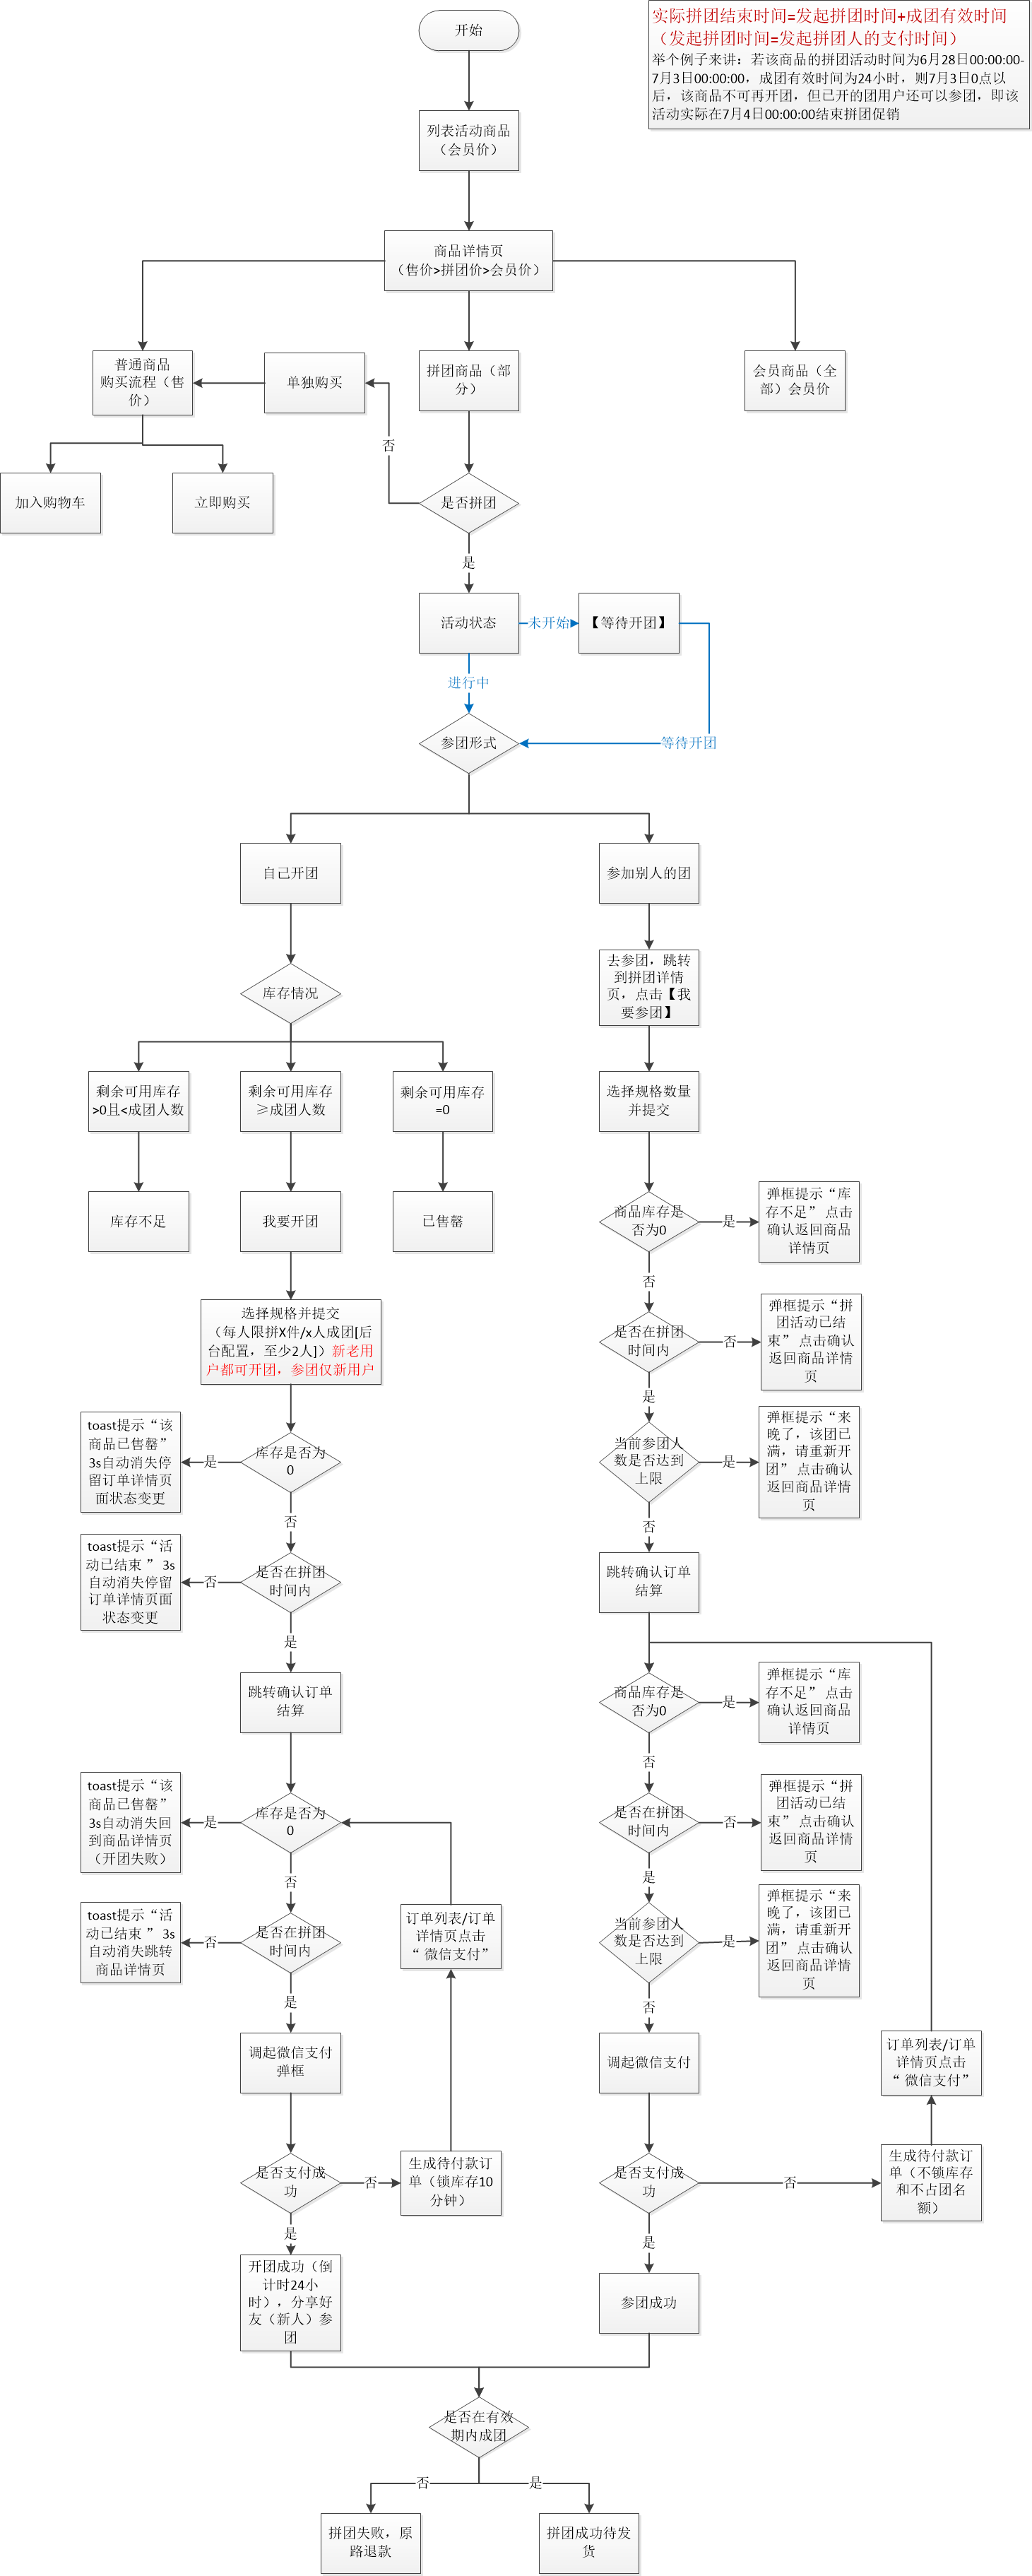 开始
实际拼团结束时间=发起拼团时间+成团有效时间
（发起拼团时间=发起拼团人的支付时间）
举个例子来讲：若该商品的拼团活动时间为6月28日00:00:00-
7月3日00:00:00，成团有效时间为24小时，则7月3日0点以
后，该商品不可再开团，但已开的团用户还可以参团，即该
活动实际在7月4日00:00:00结束拼团促销
列表活动商品
（会员价）
商品详情页
（售价>拼团价>会员价）
普通商品
购买流程（售
价）
单独购买
拼团商品（部
分）
会员商品（全
部）会员价
否
加入购物车
立即购买
是否拼团
是
活动状态
未开始
【等待开团】
进行中
参团形式
等待开团
自己开团
参加别人的团
库存情况
去参团，跳转
到拼团详情
页，点击【我
要参团】
剩余可用库存
>0且<成团人数
剩余可用库存
≥成团人数
剩余可用库存
=0
选择规格数量
并提交
库存不足
我要开团
已售罄
商品库存是
否为0
是
弹框提示“库
存不足” 点击
确认返回商品
详情页
否
选择规格并提交
（每人限拼X件/x人成团[后
台配置，至少2人]）新老用
户都可开团，参团仅新用户
是否在拼团
时间内
否
弹框提示“拼
团活动已结
束” 点击确认
返回商品详情
页
是
toast提示“该
商品已售罄”
3s自动消失停
留订单详情页
面状态变更
是
库存是否为
0
当前参团人
数是否达到
上限
是
弹框提示“来
晚了，该团已
满，请重新开
团” 点击确认
返回商品详情
页
否
否
toast提示“活
动已结束 ” 3s
自动消失停留
订单详情页面
状态变更
否
是否在拼团
时间内
跳转确认订单
结算
是
跳转确认订单
结算
商品库存是
否为0
是
弹框提示“库
存不足” 点击
确认返回商品
详情页
否
toast提示“该
商品已售罄”
3s自动消失回
到商品详情页
（开团失败）
是
库存是否为
0
是否在拼团
时间内
否
弹框提示“拼
团活动已结
束” 点击确认
返回商品详情
页
否
是
toast提示“活
动已结束 ” 3s
自动消失跳转
商品详情页
否
是否在拼团
时间内
订单列表/订单
详情页点击
“ 微信支付”
当前参团人
数是否达到
上限
是
弹框提示“来
晚了，该团已
满，请重新开
团” 点击确认
返回商品详情
页
是
否
调起微信支付
弹框
调起微信支付
订单列表/订单
详情页点击
“ 微信支付”
是否支付成
功
否
生成待付款订
单（锁库存10
分钟）
是否支付成
功
否
生成待付款订
单（不锁库存
和不占团名
额）
是
是
开团成功（倒
计时24小
时），分享好
友（新人）参
团
参团成功
是否在有效
期内成团
否
是
拼团失败，原
路退款
拼团成功待发
货